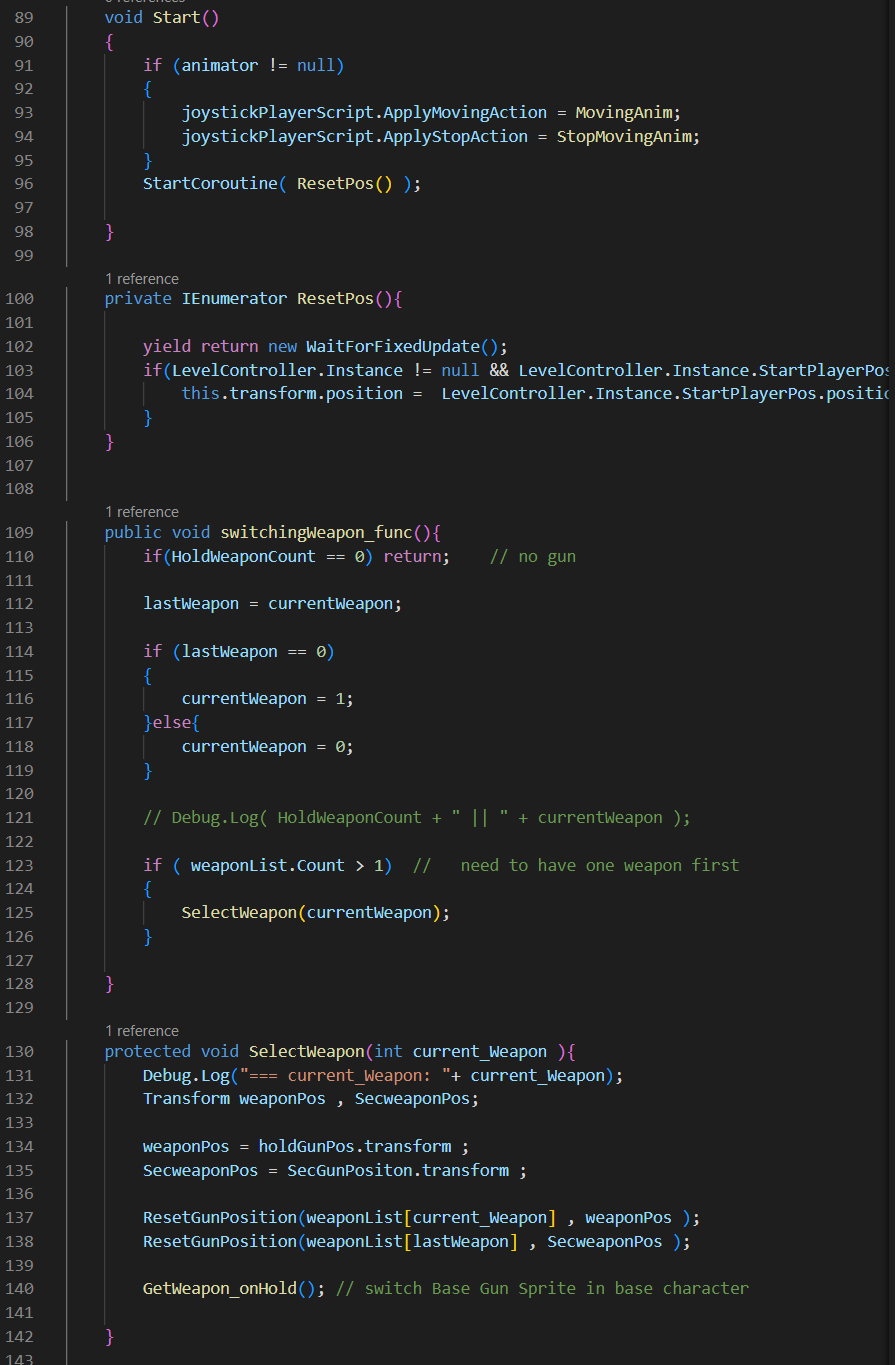 89 void Start()
90 {
91 if (animator != null)
92 {
93 joystickPlayerScript.ApplyMovingAction = MovingAnim;
94 joystickPlayerScript.ApplyStopAction = StopMovingAnim;
95 }
96 StartCoroutine( ResetPos() );
97
98 }
99
1 reference
100 private IEnumerator ResetPos(){
101
102 yield return new WaitForFixedUpdate();
103 if(LevelController.Instance != null && LevelController.Instance.StartPlayerPos
104 this.transform.position =  LevelController.Instance.StartPlayerPos.positio
105 }
106 }
107
108
1 reference
109 public void switchingWeapon_func(){
110 if(HoldWeaponCount == 0) return;    // no gun
111
112 lastWeapon = currentWeapon;
113
114 if (lastWeapon == 0)
115 {
116 currentWeapon = 1;
117 }else{
118 currentWeapon = 0;
119 }
120
121 // Debug.Log( HoldWeaponCount + " || " + currentWeapon );
122
123 if ( weaponList.Count > 1)  //   need to have one weapon first
124 {
125 SelectWeapon(currentWeapon);
126 }
127
128 }
129
1 reference
130 protected void SelectWeapon(int current_Weapon ){
131 Debug.Log("=== current_Weapon: "+ current_Weapon);
132 Transform weaponPos , SecweaponPos;
133
134 weaponPos = holdGunPos.transform ;
135 SecweaponPos = SecGunPositon.transform ;
136
137 ResetGunPosition(weaponList[current_Weapon] , weaponPos );
138 ResetGunPosition(weaponList[lastWeapon] , SecweaponPos );
139
140 GetWeapon_onHold(); // switch Base Gun Sprite in base character
141
142 }
143